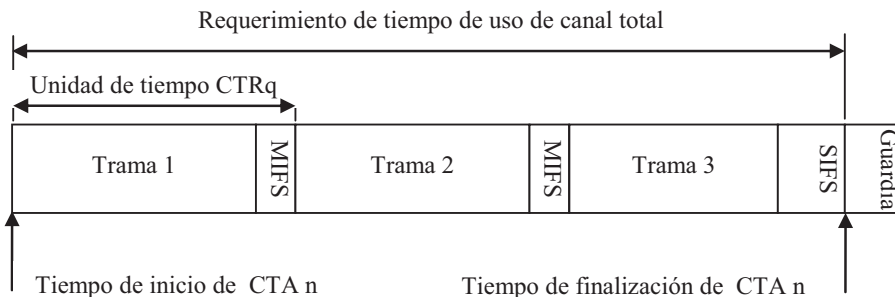 Requerimiento de tiempo de uso de canal total
Unidad de tiempo CTRq
Trama 1
MIFS
Trama 2
MIFS
Trama 3
SIFS
Guardia
Tiempo de inicio de CTA n
Tiempo de finalización de CTA n